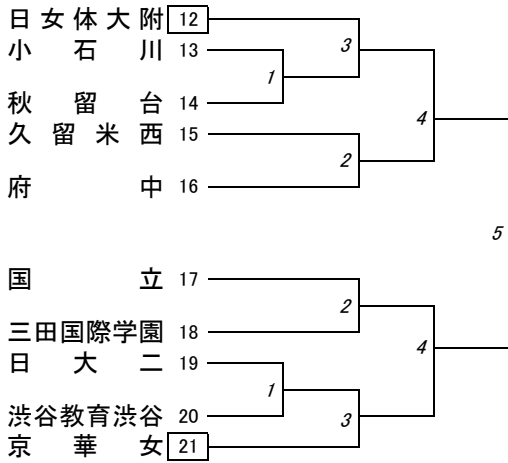 日女体大附 12
小石川 13
秋留台 14
久留米西 15
府中 16
国立 17
三田国際学園 18
日大二 19
渋谷教育渋谷 20
京華女 21
3
1
4
2
5
2
4
1
3